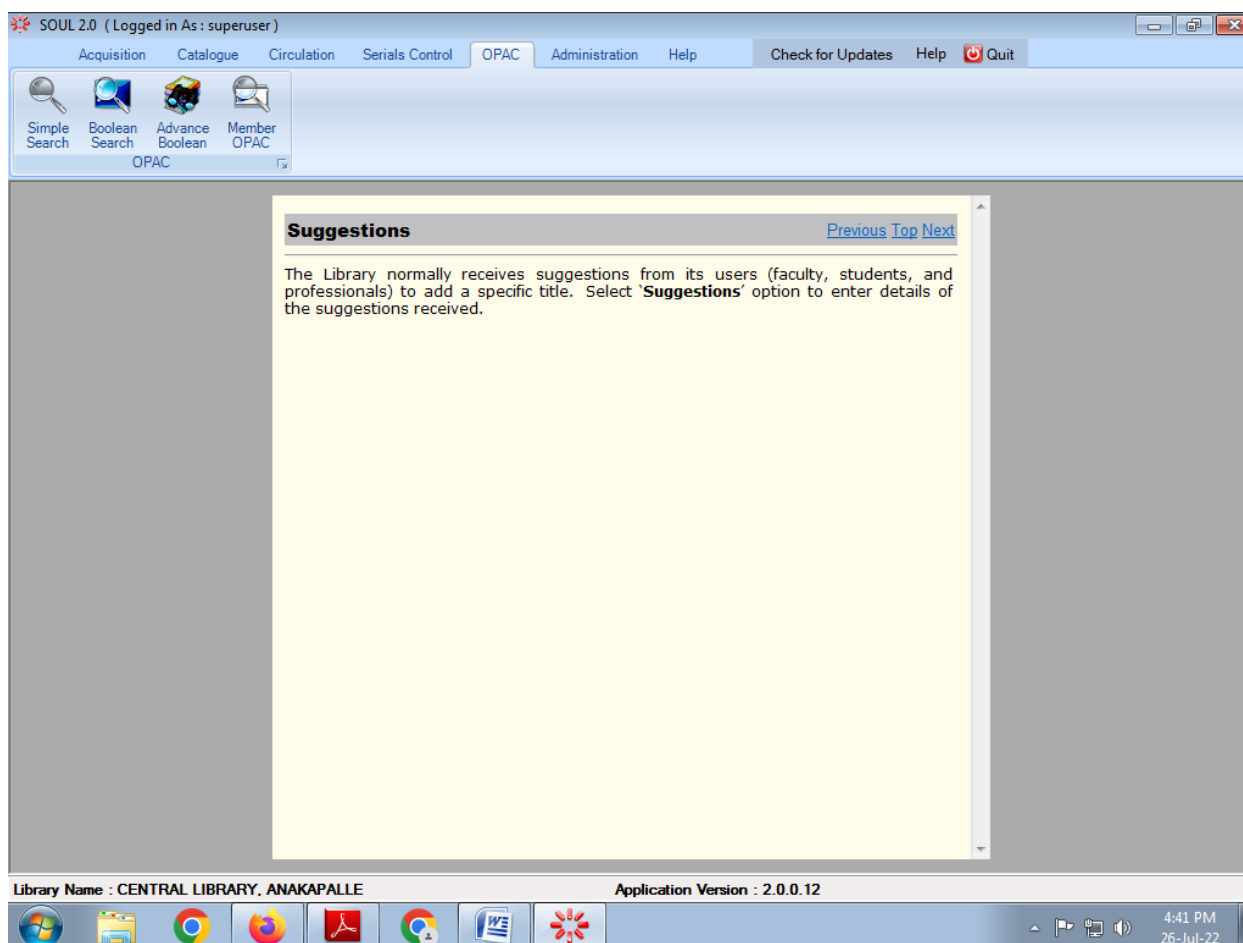 SOUL 2.0 ( Logged in As : superuser )
Acquisition Catalogue Circulation Serials Control OPAC Administration Help Check for Updates Help Quit
Simple Search
Boolean Search
Advance Boolean
Member OPAC
OPAC
Suggestions Previous Top Next
The Library normally receives suggestions from its users (faculty, students, and
professionals) to add a specific title. Select `Suggestions' option to enter details of
the suggestions received.
Library Name : CENTRAL LIBRARY, ANAKAPALLE Application Version : 2.0.0.12
4:41 PM
26-Jul-22